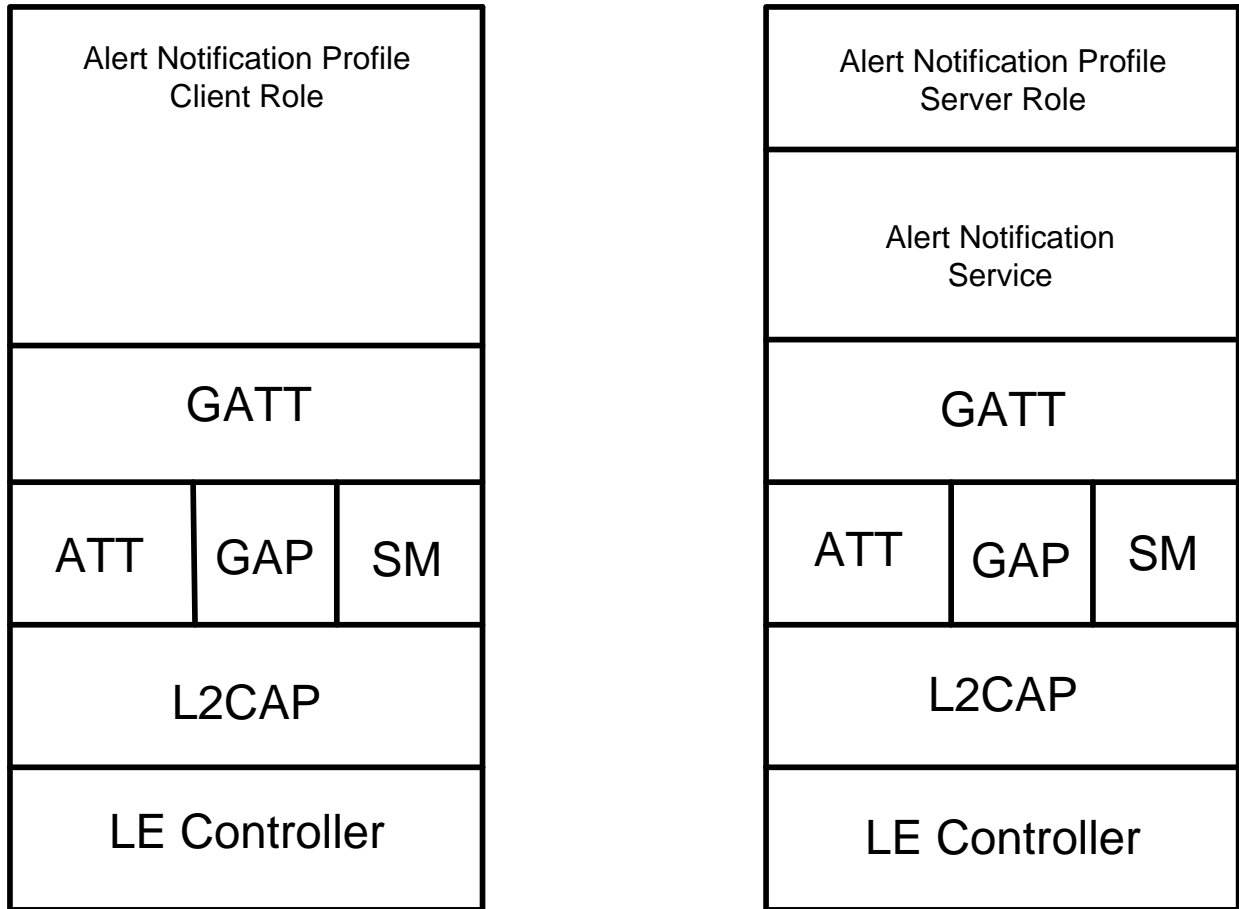 Alert Notification Profile
Client Role
GATT
ATT GAP SM
L2CAP
LE Controller
Alert Notification Profile
Server Role
Alert Notification
Service
GATT
ATT GAP SM
L2CAP
LE Controller